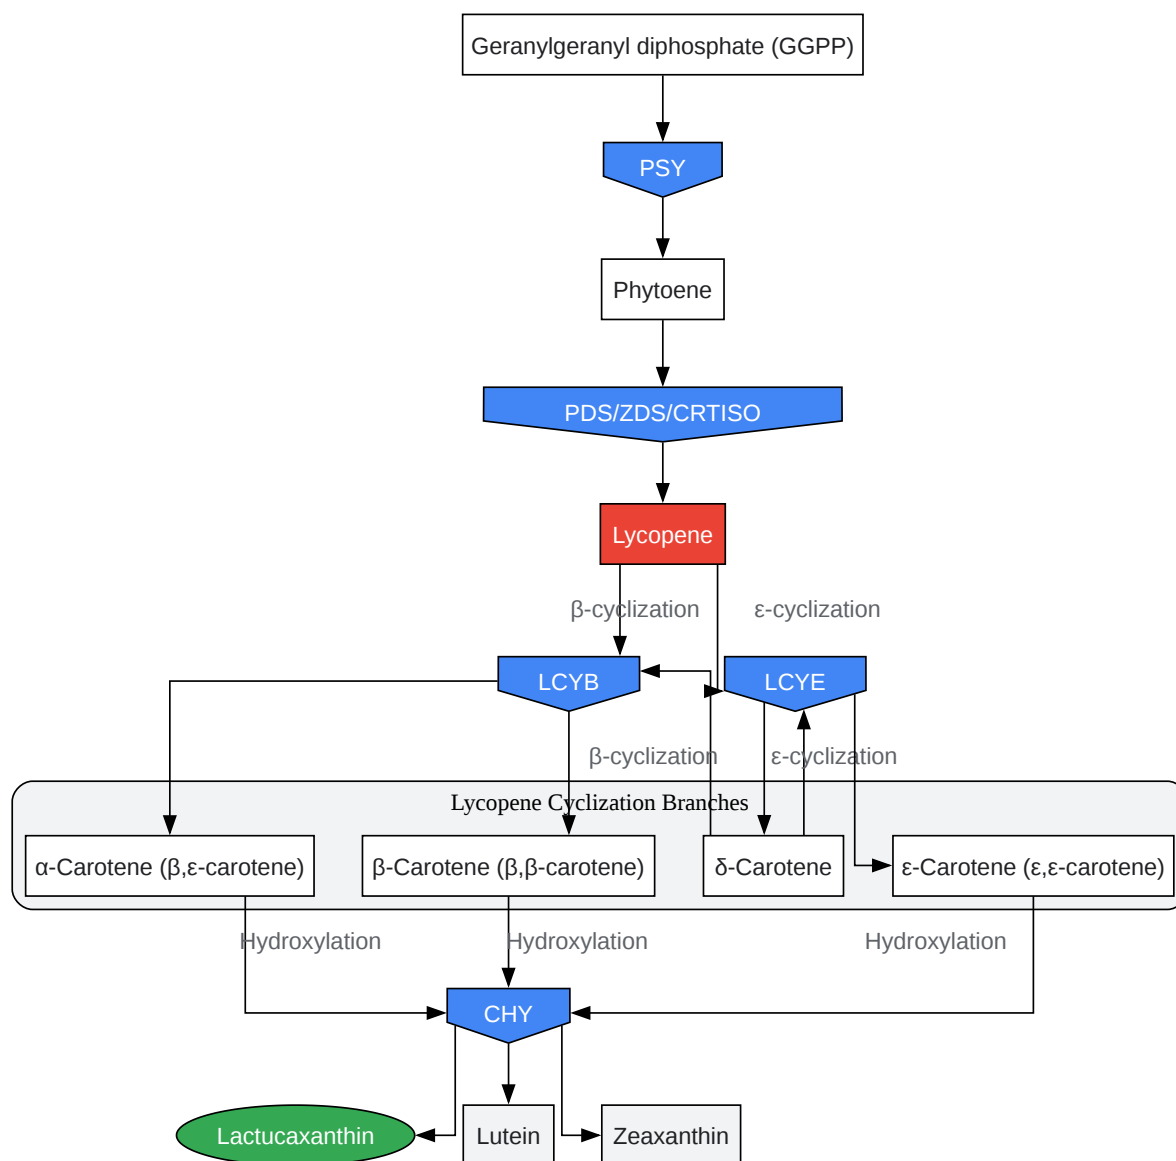 Geranylgeranyl diphosphate (GGPP)
PSY
Phytoene
PDS/ZDS/CRTISO
Lycopene
β-cyclization
ε-cyclization
LCYB
LCYE
β-cyclization
ε-cyclization
Lycopene Cyclization Branches
α-Carotene (β,ε-carotene)
β-Carotene (β,β-carotene)
δ-Carotene
ε-Carotene (ε,ε-carotene)
Hydroxylation
Hydroxylation
Hydroxylation
CHY
Lactucaxanthin
Lutein
Zeaxanthin